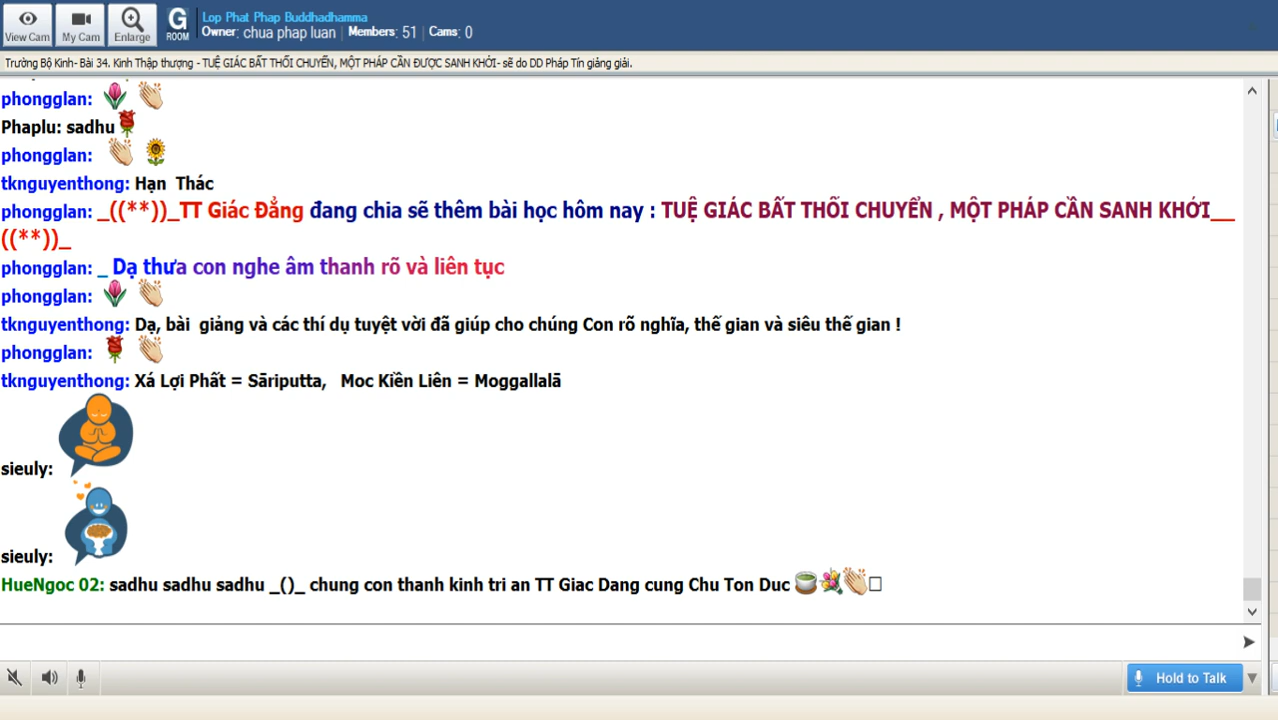 View Cam
My Cam
Enlarge
G
ROOM
Lop Phat Phap Buddhadhamma
Owner: chua phap luan | Members: 51 | Cams: 0
Trường Bộ Kinh- Bài 34. Kinh Thập thượng - TUỆ GIÁC BẤT THỐI CHUYỂN, MỘT PHÁP CẦN ĐƯỢC SANH KHỞI- sẽ do DD Pháp Tín giảng giải.
phongglan:
Phaplu: sadhu
phongglan:
tknguyenthong: Hạn Thác
phongglan: _((**))_TT Giác Đẳng đang chia sẽ thêm bài học hôm nay : TUỆ GIÁC BẤT THỐI CHUYỂN , MỘT PHÁP CẦN SANH KHỚI__
((**))_
phongglan: _ Dạ thưa con nghe âm thanh rõ và liên tục
phongglan:
tknguyenthong: Dạ, bài giảng và các thí dụ tuyệt vời đã giúp cho chúng Con rõ nghĩa, thế gian và siêu thế gian !
phongglan:
tknguyenthong: Xá Lợi Phất = Sāriputta, Moc Kiền Liên = Moggallalā
sieuly:
sieuly:
HueNgoc 02: sadhu sadhu sadhu _()_ chung con thanh kinh tri an TT Giac Dang cung Chu Ton Duc
Hold to Talk